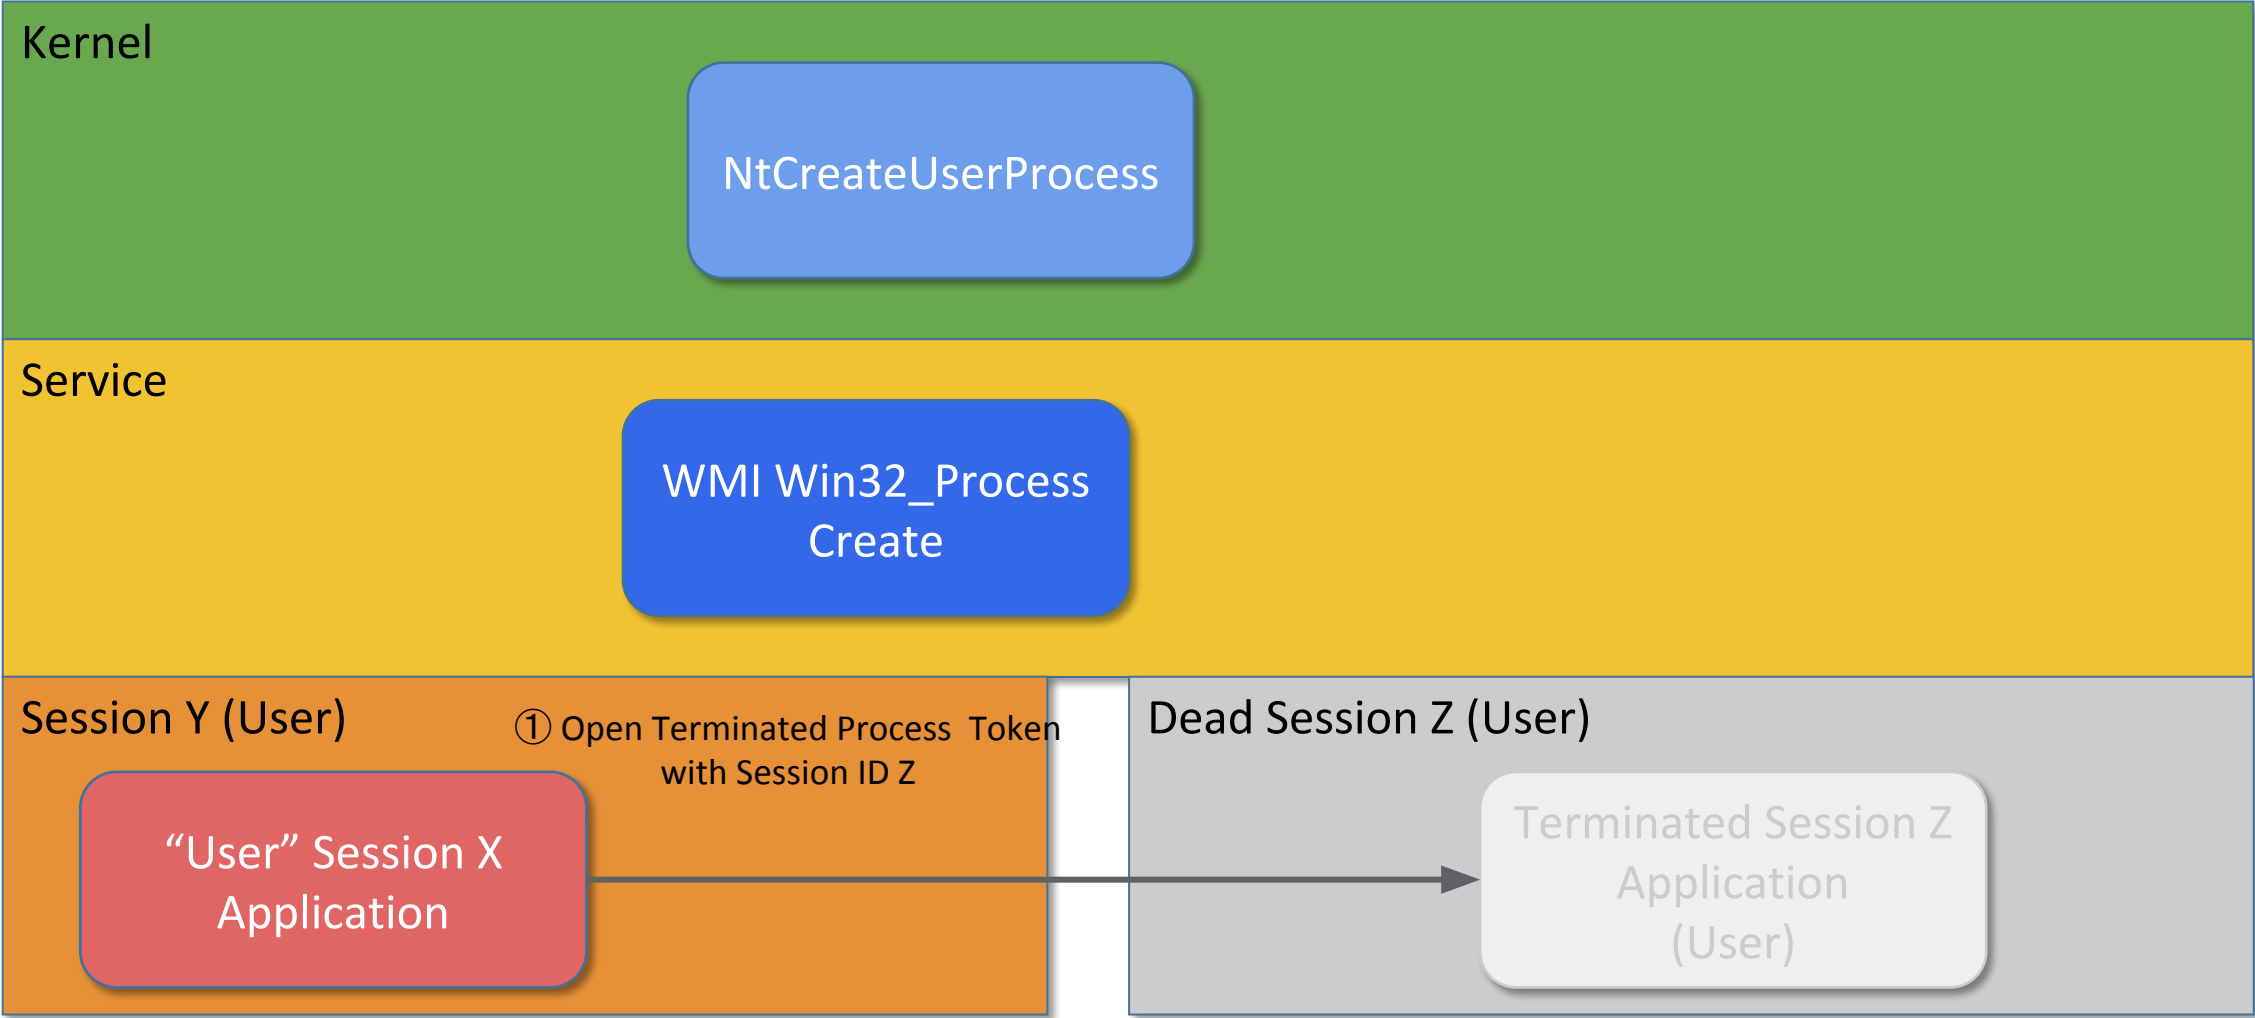 Kernel
NtCreateUserProcess
Service
WMI Win32_Process
Create
Session Y (User)
① Open Terminated Process  Token
with Session ID Z
“User” Session X
Application
Dead Session Z (User)
Terminated Session Z
Application
(User)